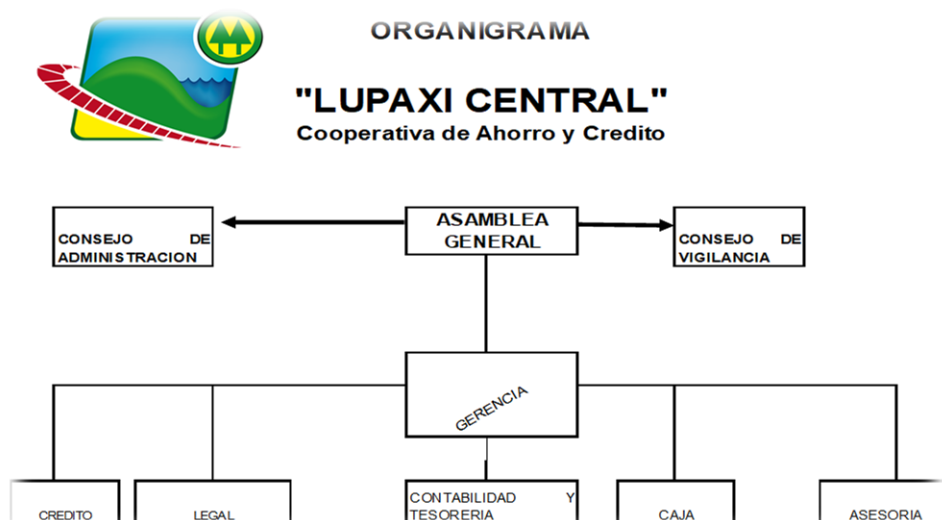 ORGANIGRAMA
"LUPAXI CENTRAL"
Cooperativa de Ahorro y Credito
ASAMBLEA
GENERAL
CONSEJO DE
ADMINISTRACION
CONSEJO DE
VIGILANCIA
GERENCIA
CREDITO
LEGAL
CONTABILIDAD Y
TESORERIA
CAJA
ASESORIA